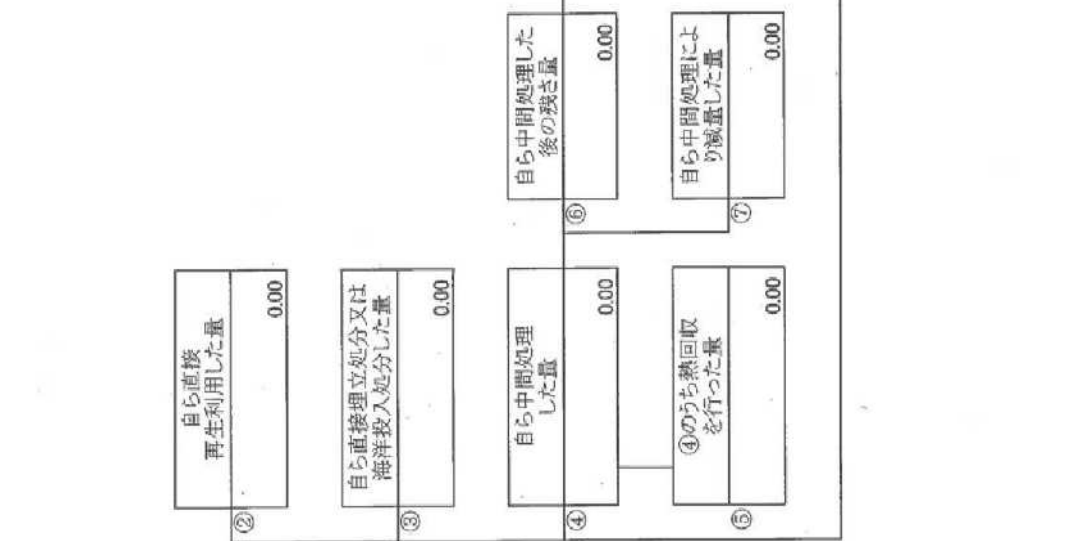 ②
自ら直接
再生利用した量
0.00
③
自ら直接埋立処分又は
海洋投入処分した量
0.00
④
自ら中間処理
した量
0.00
⑤
④のうち熱回収
を行った量
0.00
⑥
自ら中間処理した
後の残さ量
0.00
⑦
自ら中間処理によ
り減量した量
0.00